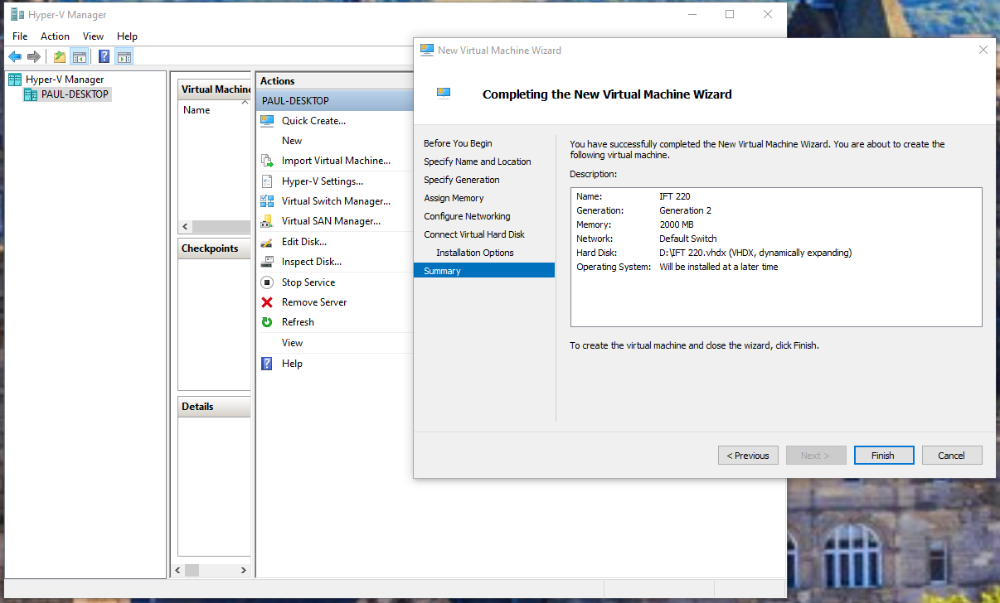 Hyper-V Manager
File Action View Help
Hyper-V Manager
PAUL-DESKTOP
Virtual Machine
Name
Checkpoints
Details
Actions
PAUL-DESKTOP
Quick Create...
New
Import Virtual Machine...
Hyper-V Settings...
Virtual Switch Manager...
Virtual SAN Manager...
Edit Disk...
Inspect Disk...
Stop Service
Remove Server
Refresh
View
Help
New Virtual Machine Wizard
Completing the New Virtual Machine Wizard
Before You Begin
Specify Name and Location
Specify Generation
Assign Memory
Configure Networking
Connect Virtual Hard Disk
Installation Options
Summary
You have successfully completed the New Virtual Machine Wizard. You are about to create the
following virtual machine.
Description:
Name: IFT 220
Generation: Generation 2
Memory: 2000 MB
Network: Default Switch
Hard Disk: D:\IFT 220.vhdx (VHDX, dynamically expanding)
Operating System: Will be installed at a later time
To create the virtual machine and close the wizard, click Finish.
< Previous Next > Finish Cancel